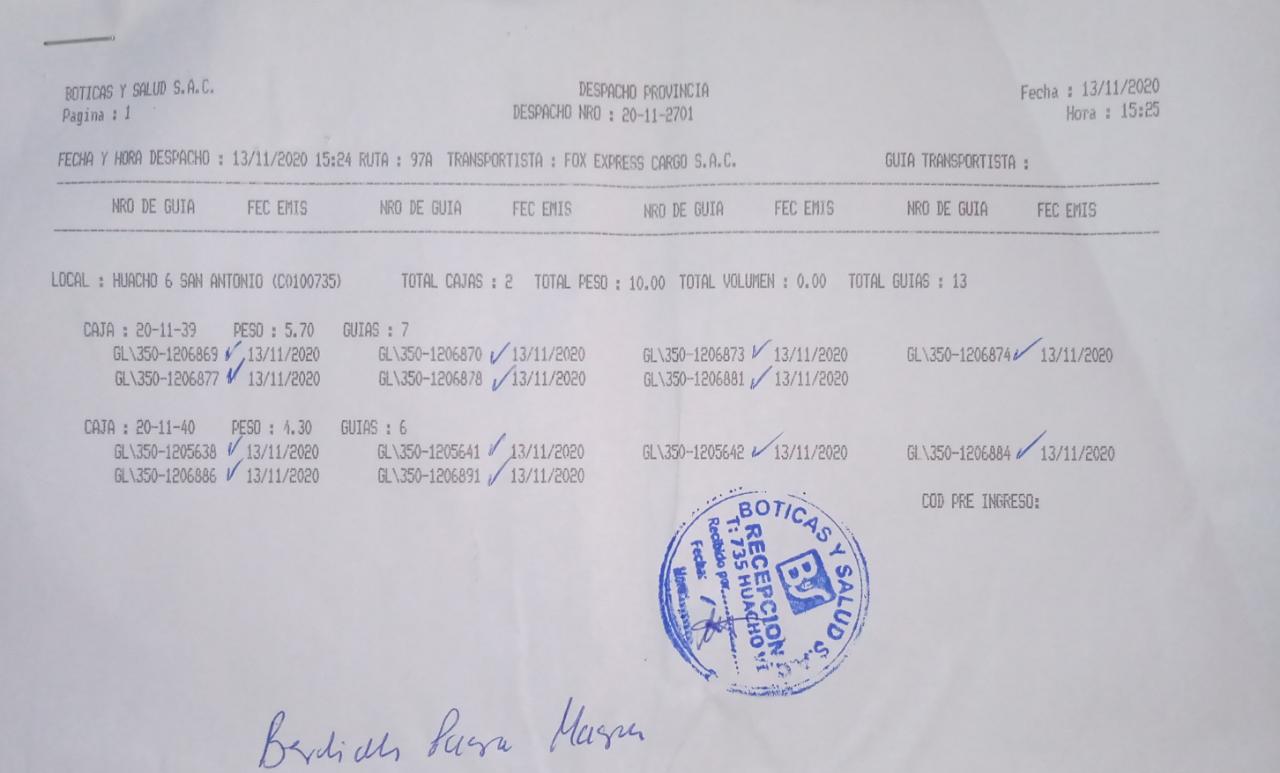 BOTICAS Y SALUD S.A.C. DESPACHO PROVINCIA Fecha : 13/11/2020
Pagina : 1 DESPACHO NRO : 20-11-2701 Hora : 15:25
FECHA Y HORA DESPACHO : 13/11/2020 15:24 RUTA : 97A TRANSPORTISTA : FOX EXPRESS CARGO S.A.C. GUIA TRANSPORTISTA :
NRO DE GUIA FEC EMIS NRO DE GUIA FEC EMIS NRO DE GUIA FEC EMIS NRO DE GUIA FEC EMIS
LOCAL : HUACHO 6 SAN ANTONIO (C0100735) TOTAL CAJAS : 2 TOTAL PESO : 10.00 TOTAL VOLUMEN : 0.00 TOTAL GUIAS : 13
CAJA : 20-11-39 PESO : 5.70 GUIAS : 7
GL\350-1206869 13/11/2020 GL\350-1206870 13/11/2020 GL\350-1206873 13/11/2020 GL\350-1206874 13/11/2020
GL\350-1206877 13/11/2020 GL\350-1206878 13/11/2020 GL\350-1206881 13/11/2020
CAJA : 20-11-40 PESO : 4.30 GUIAS : 6
GL\350-1205638 13/11/2020 GL\350-1205641 13/11/2020 GL\350-1205642 13/11/2020 GL\350-1206884 13/11/2020
GL\350-1206886 13/11/2020 GL\350-1206891 13/11/2020
COD PRE INGRESO:
BOTICAS Y SALUD S.A.C
BS
RECEPCION
T: 735 HUACHO VI
Recibido por
Fecha: